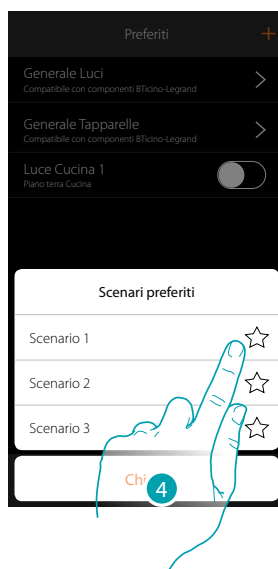 Preferiti
Generale Luci
Compatibile con componenti BTicino-Legrand
Generale Tapparelle
Compatibile con componenti BTicino-Legrand
Luce Cucina 1
Piano terra Cucina
Scenari preferiti
Scenario 1
Scenario 2
Scenario 3
4